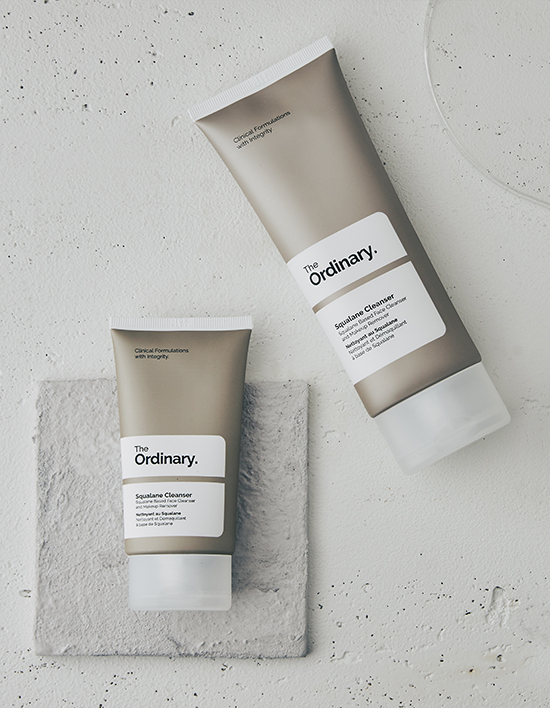 Clinical Formulations
with Integrity
The
Ordinary.
Squalane Cleanser
Squalane Based Face Cleanser
and Makeup Remover
Nettoyant au Squalane
Nettoyant et Démaquillant
à base de Squalane
Clinical Formulations
with Integrity.
The
Ordinary.
Squalane Cleanser
Squalane Based Face Cleanser
and Makeup Remover
Nettoyant au Squalane
Nettoyant et Démaquillant
à base de Squalane